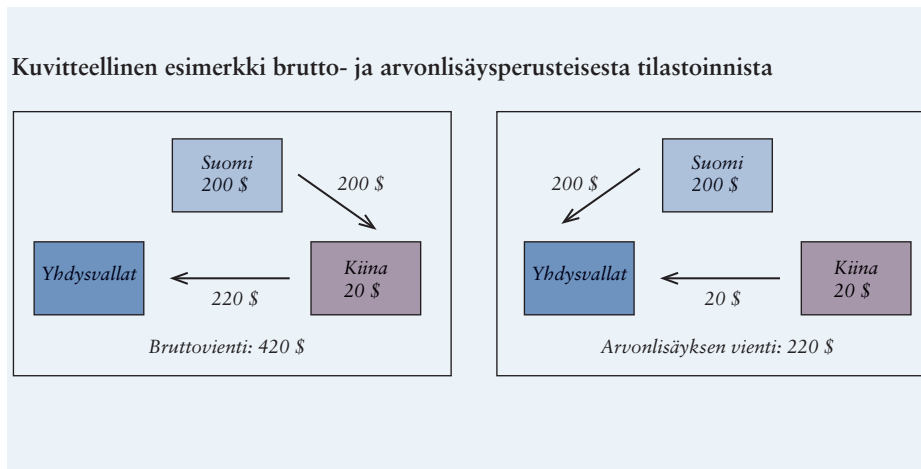 Kuvitteellinen esimerkki brutto- ja arvonlisäysperusteisesta tilastoinnista
Suomi
200 $
200 $
Yhdysvallat
Kiina
20 $
220 $
Bruttovienti: 420 $
Suomi
200 $
200 $
Yhdysvallat
Kiina
20 $
20 $
Arvonlisäyksen vienti: 220 $